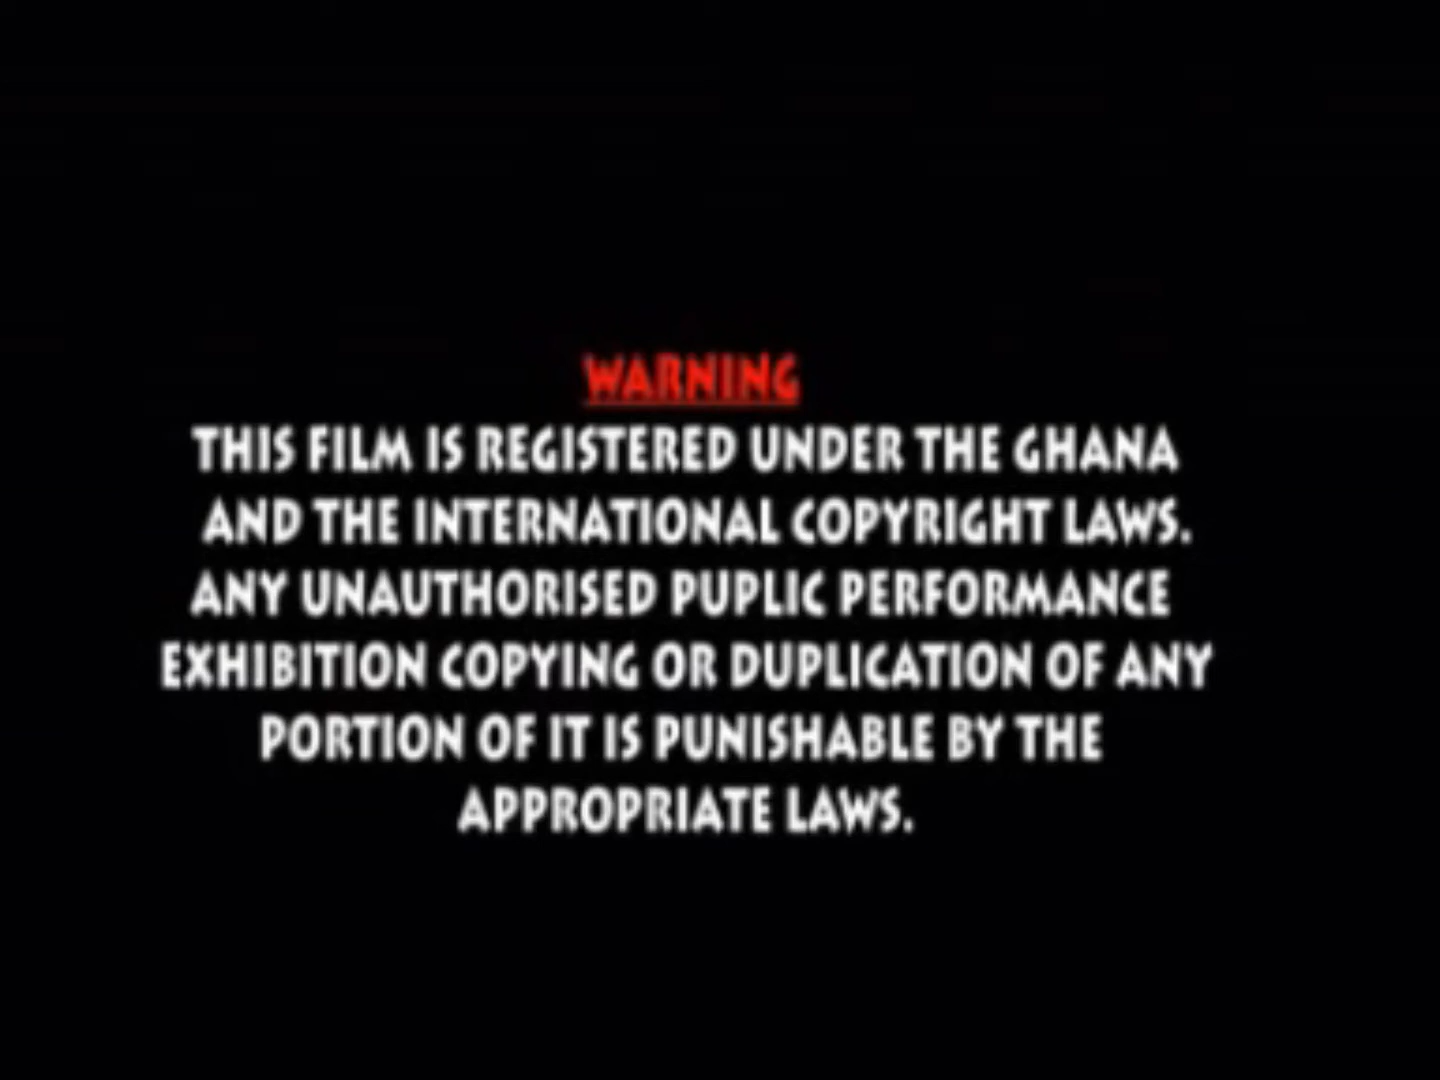 WARNING
THIS FILM IS REGISTERED UNDER THE GHANA
AND THE INTERNATIONAL COPYRIGHT LAWS.
ANY UNAUTHORISED PUPLIC PERFORMANCE
EXHIBITION COPYING OR DUPLICATION OF ANY
PORTION OF IT IS PUNISHABLE BY THE
APPROPRIATE LAWS.